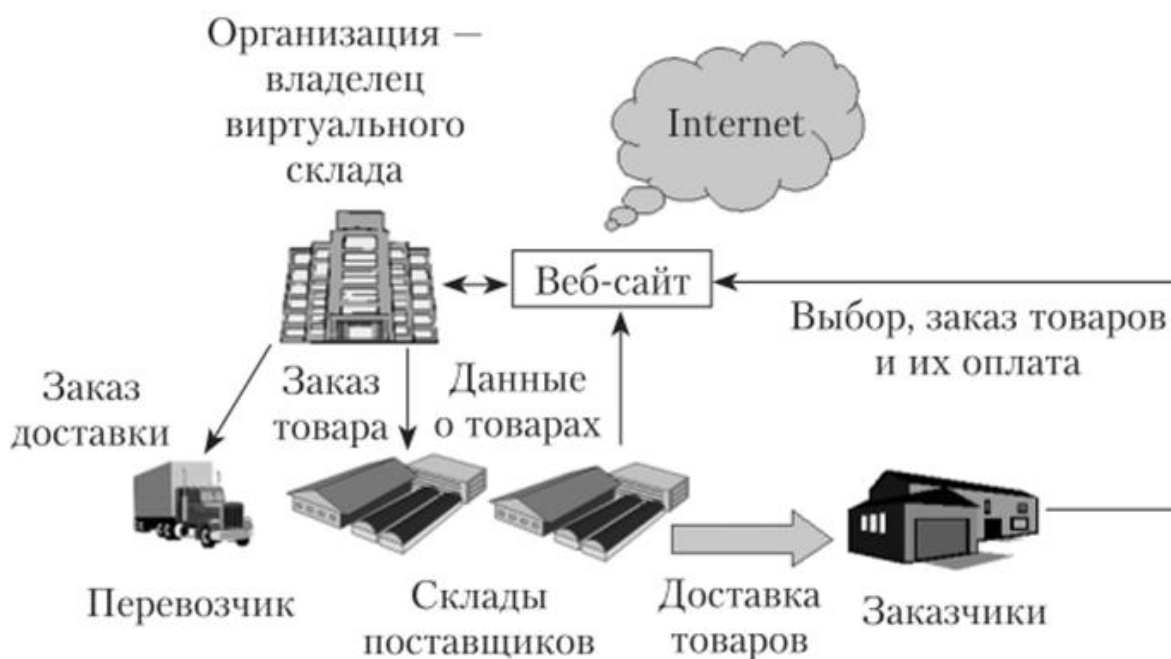 Организация —
владелец
виртуального
склада
Internet
Веб-сайт
Выбор, заказ товаров
и их оплата
Заказ
доставки
Заказ
товара
Данные
о товарах
Перевозчик
Склады
поставщиков
Доставка
товаров
Заказчики